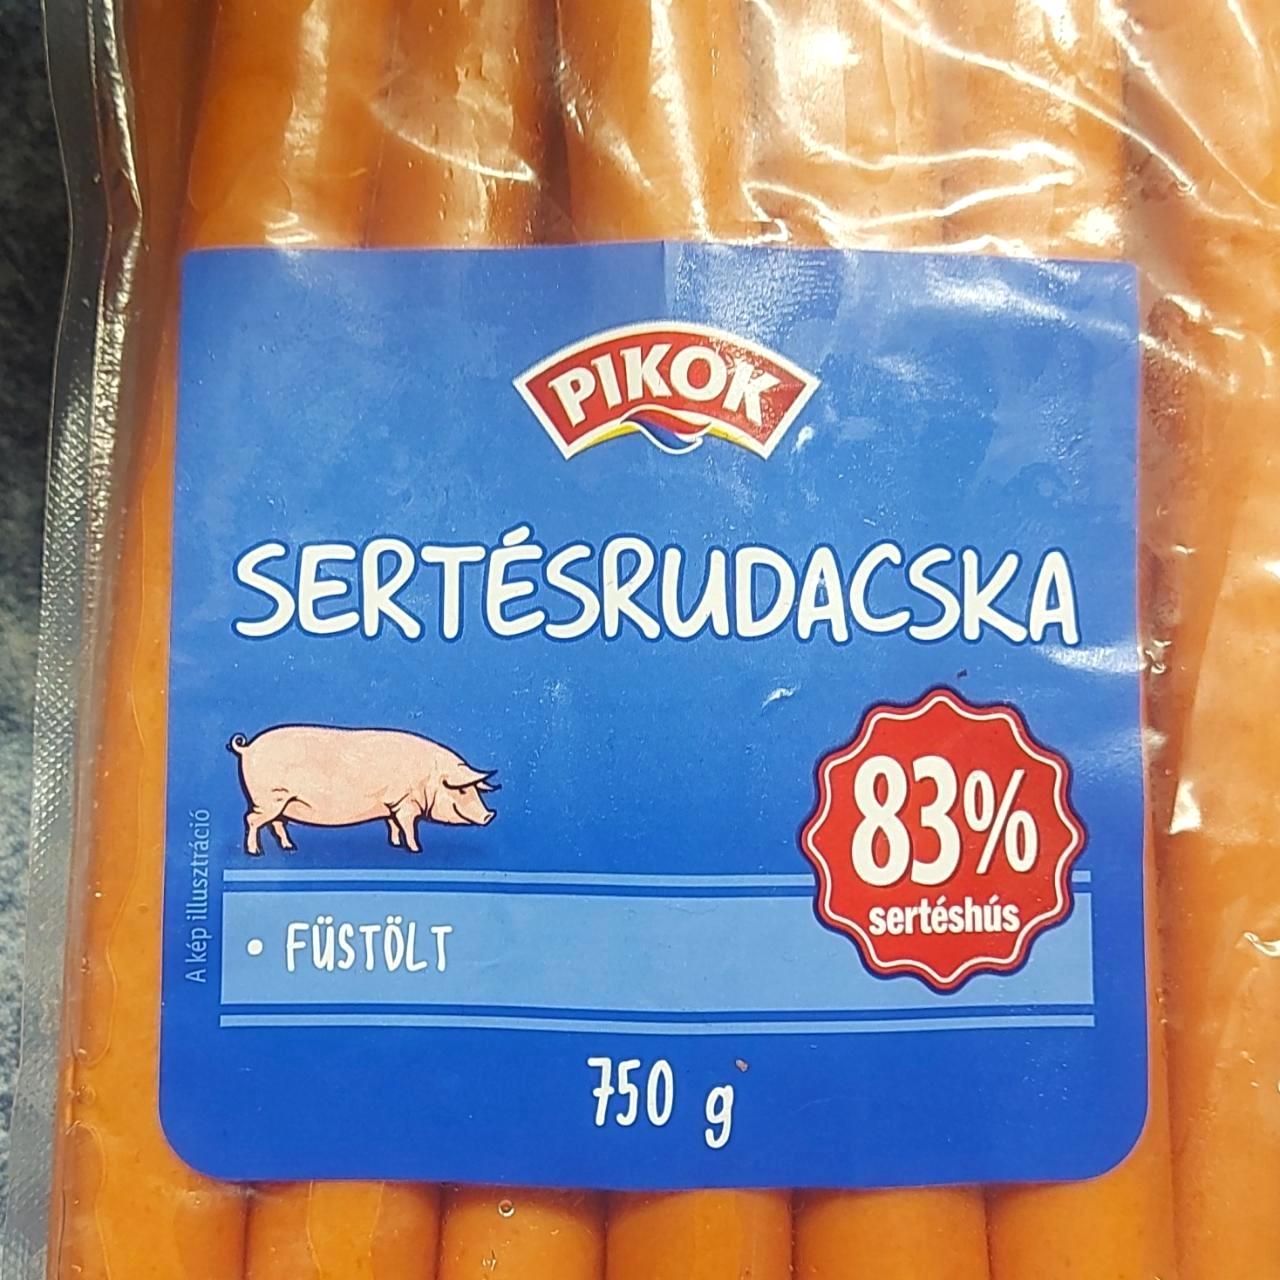 PIKOK
SERTÉSRUDACSKA
83%
sertéshús
A kép illusztráció
• FÜSTÖLT
750 g